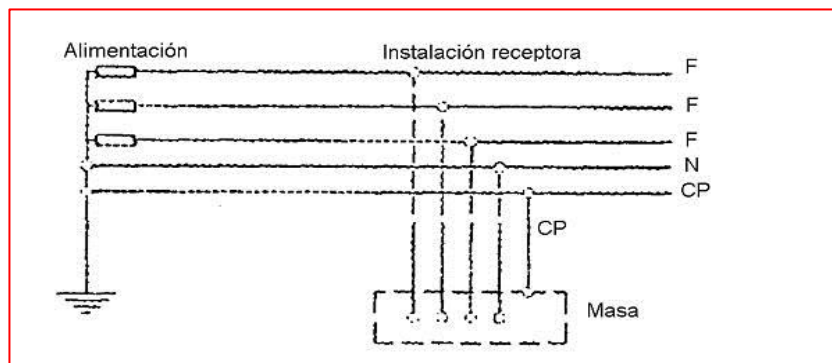 Alimentación
Instalación receptora
F
F
F
N
CP
CP
Masa